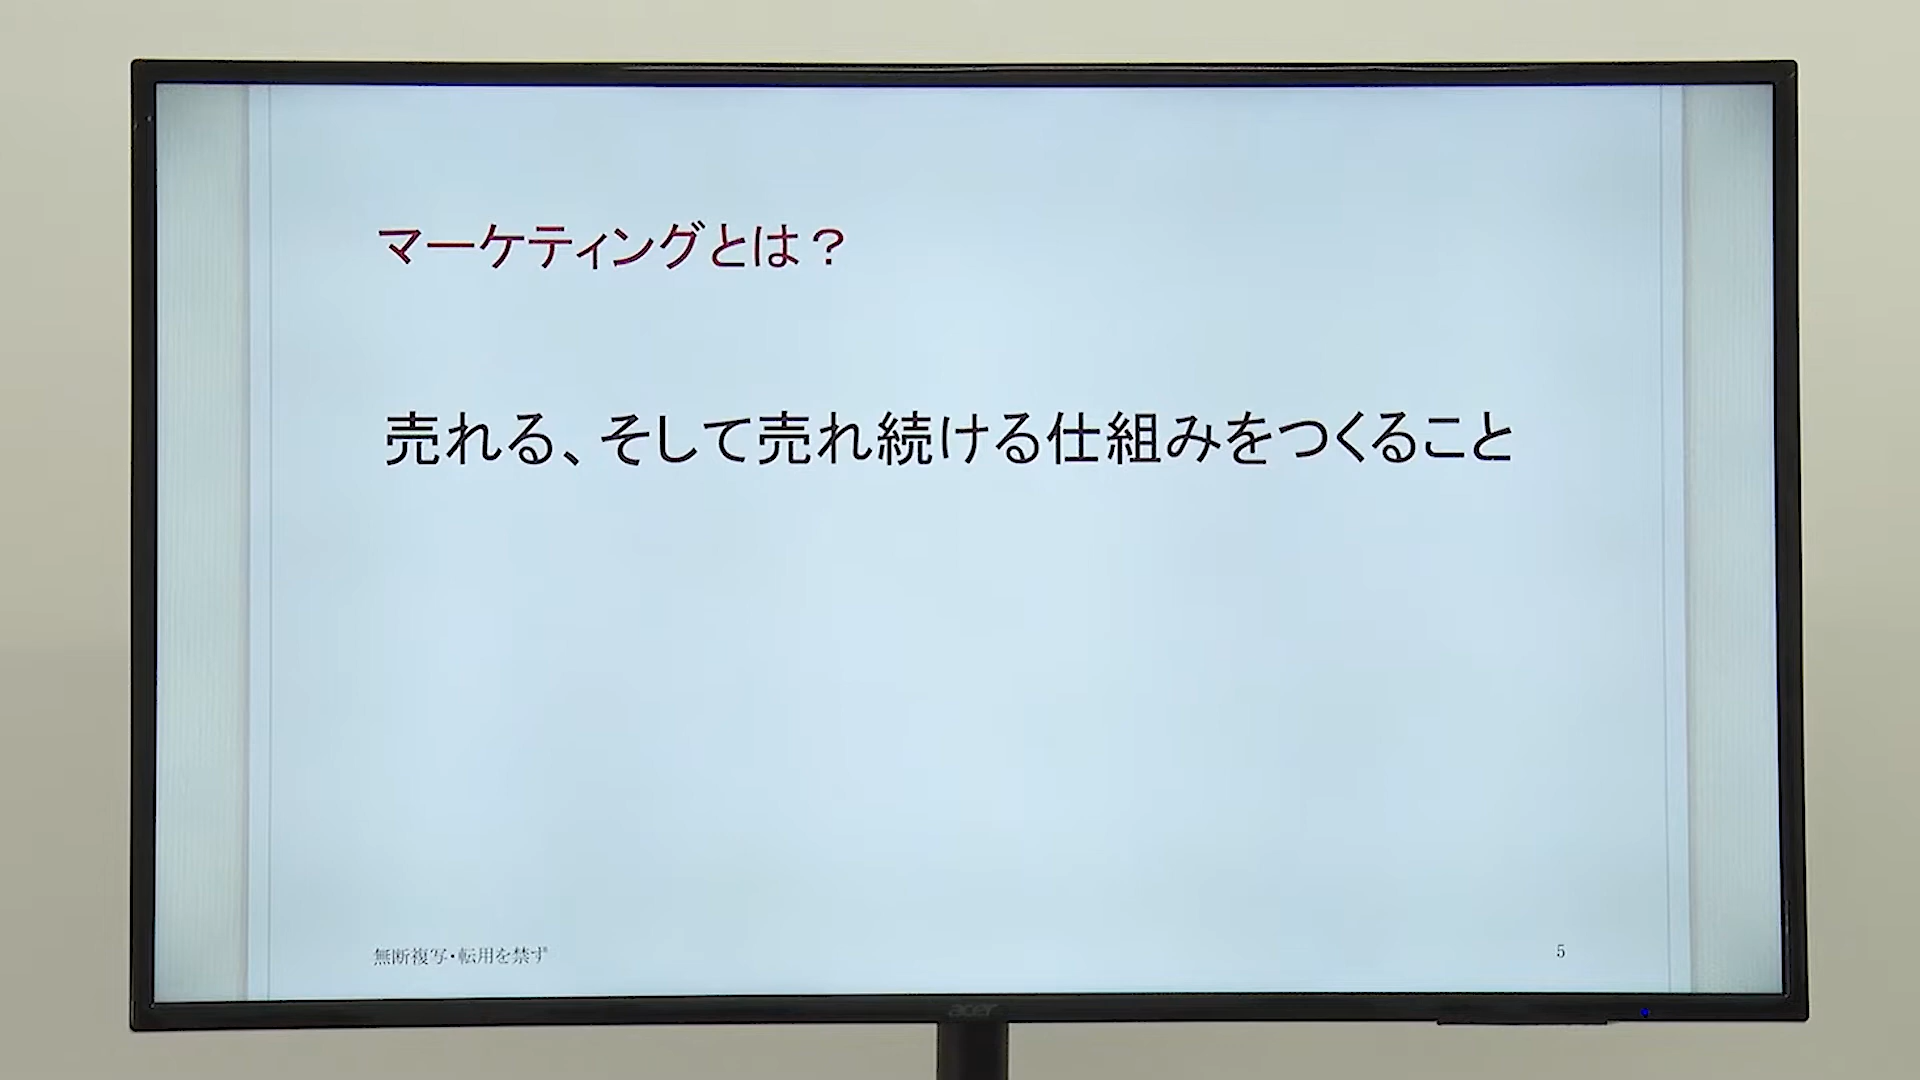 マーケティングとは？
売れる、そして売れ続ける仕組みをつくること
無断複写・転用を禁ず
5
acer